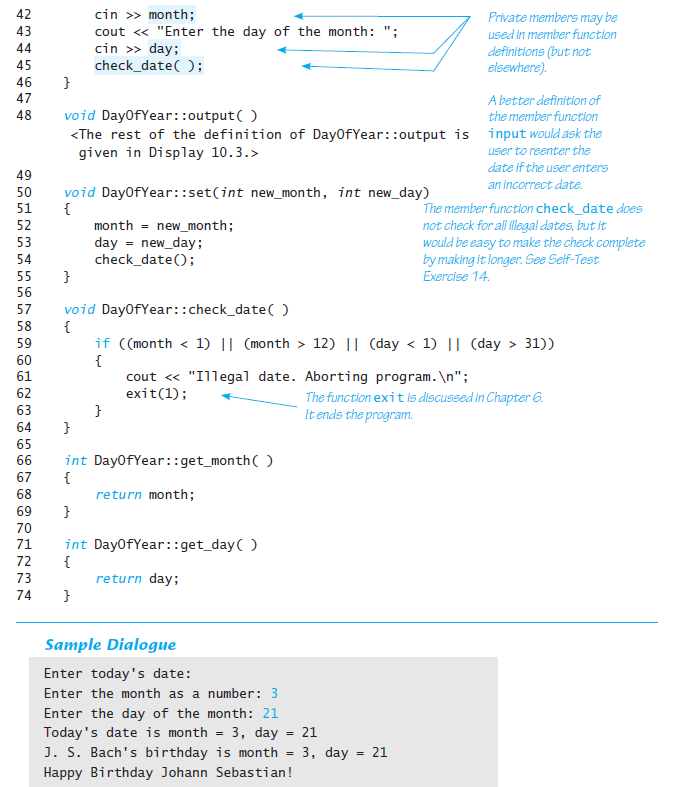 42 cin >> month;
43 cout << "Enter the day of the month: ";
44 cin >> day;
45 check_date( );
46 }
Private members may be
used in member function
definitions (but not
elsewhere).
47
48 void DayOfYear::output( )
<The rest of the definition of DayOfYear::output is
given in Display 10.3.>
A better definition of
the member function
input would ask the
user to reenter the
date if the user enters
an incorrect date.
49
50 void DayOfYear::set(int new_month, int new_day)
51 {
52 month = new_month;
53 day = new_day;
54 check_date();
55 }
The member function check_date does
not check for all illegal dates, but it
would be easy to make the check complete
by making it longer. See Self-Test
Exercise 14.
56
57 void DayOfYear::check_date( )
58 {
59 if ((month < 1) || (month > 12) || (day < 1) || (day > 31))
60 {
61 cout << "Illegal date. Aborting program.\n";
62 exit(1);
63 }
64 }
The function exit is discussed in Chapter 6.
It ends the program.
65
66 int DayOfYear::get_month( )
67 {
68 return month;
69 }
70
71 int DayOfYear::get_day( )
72 {
73 return day;
74 }
Sample Dialogue
Enter today's date:
Enter the month as a number: 3
Enter the day of the month: 21
Today's date is month = 3, day = 21
J. S. Bach's birthday is month = 3, day = 21
Happy Birthday Johann Sebastian!